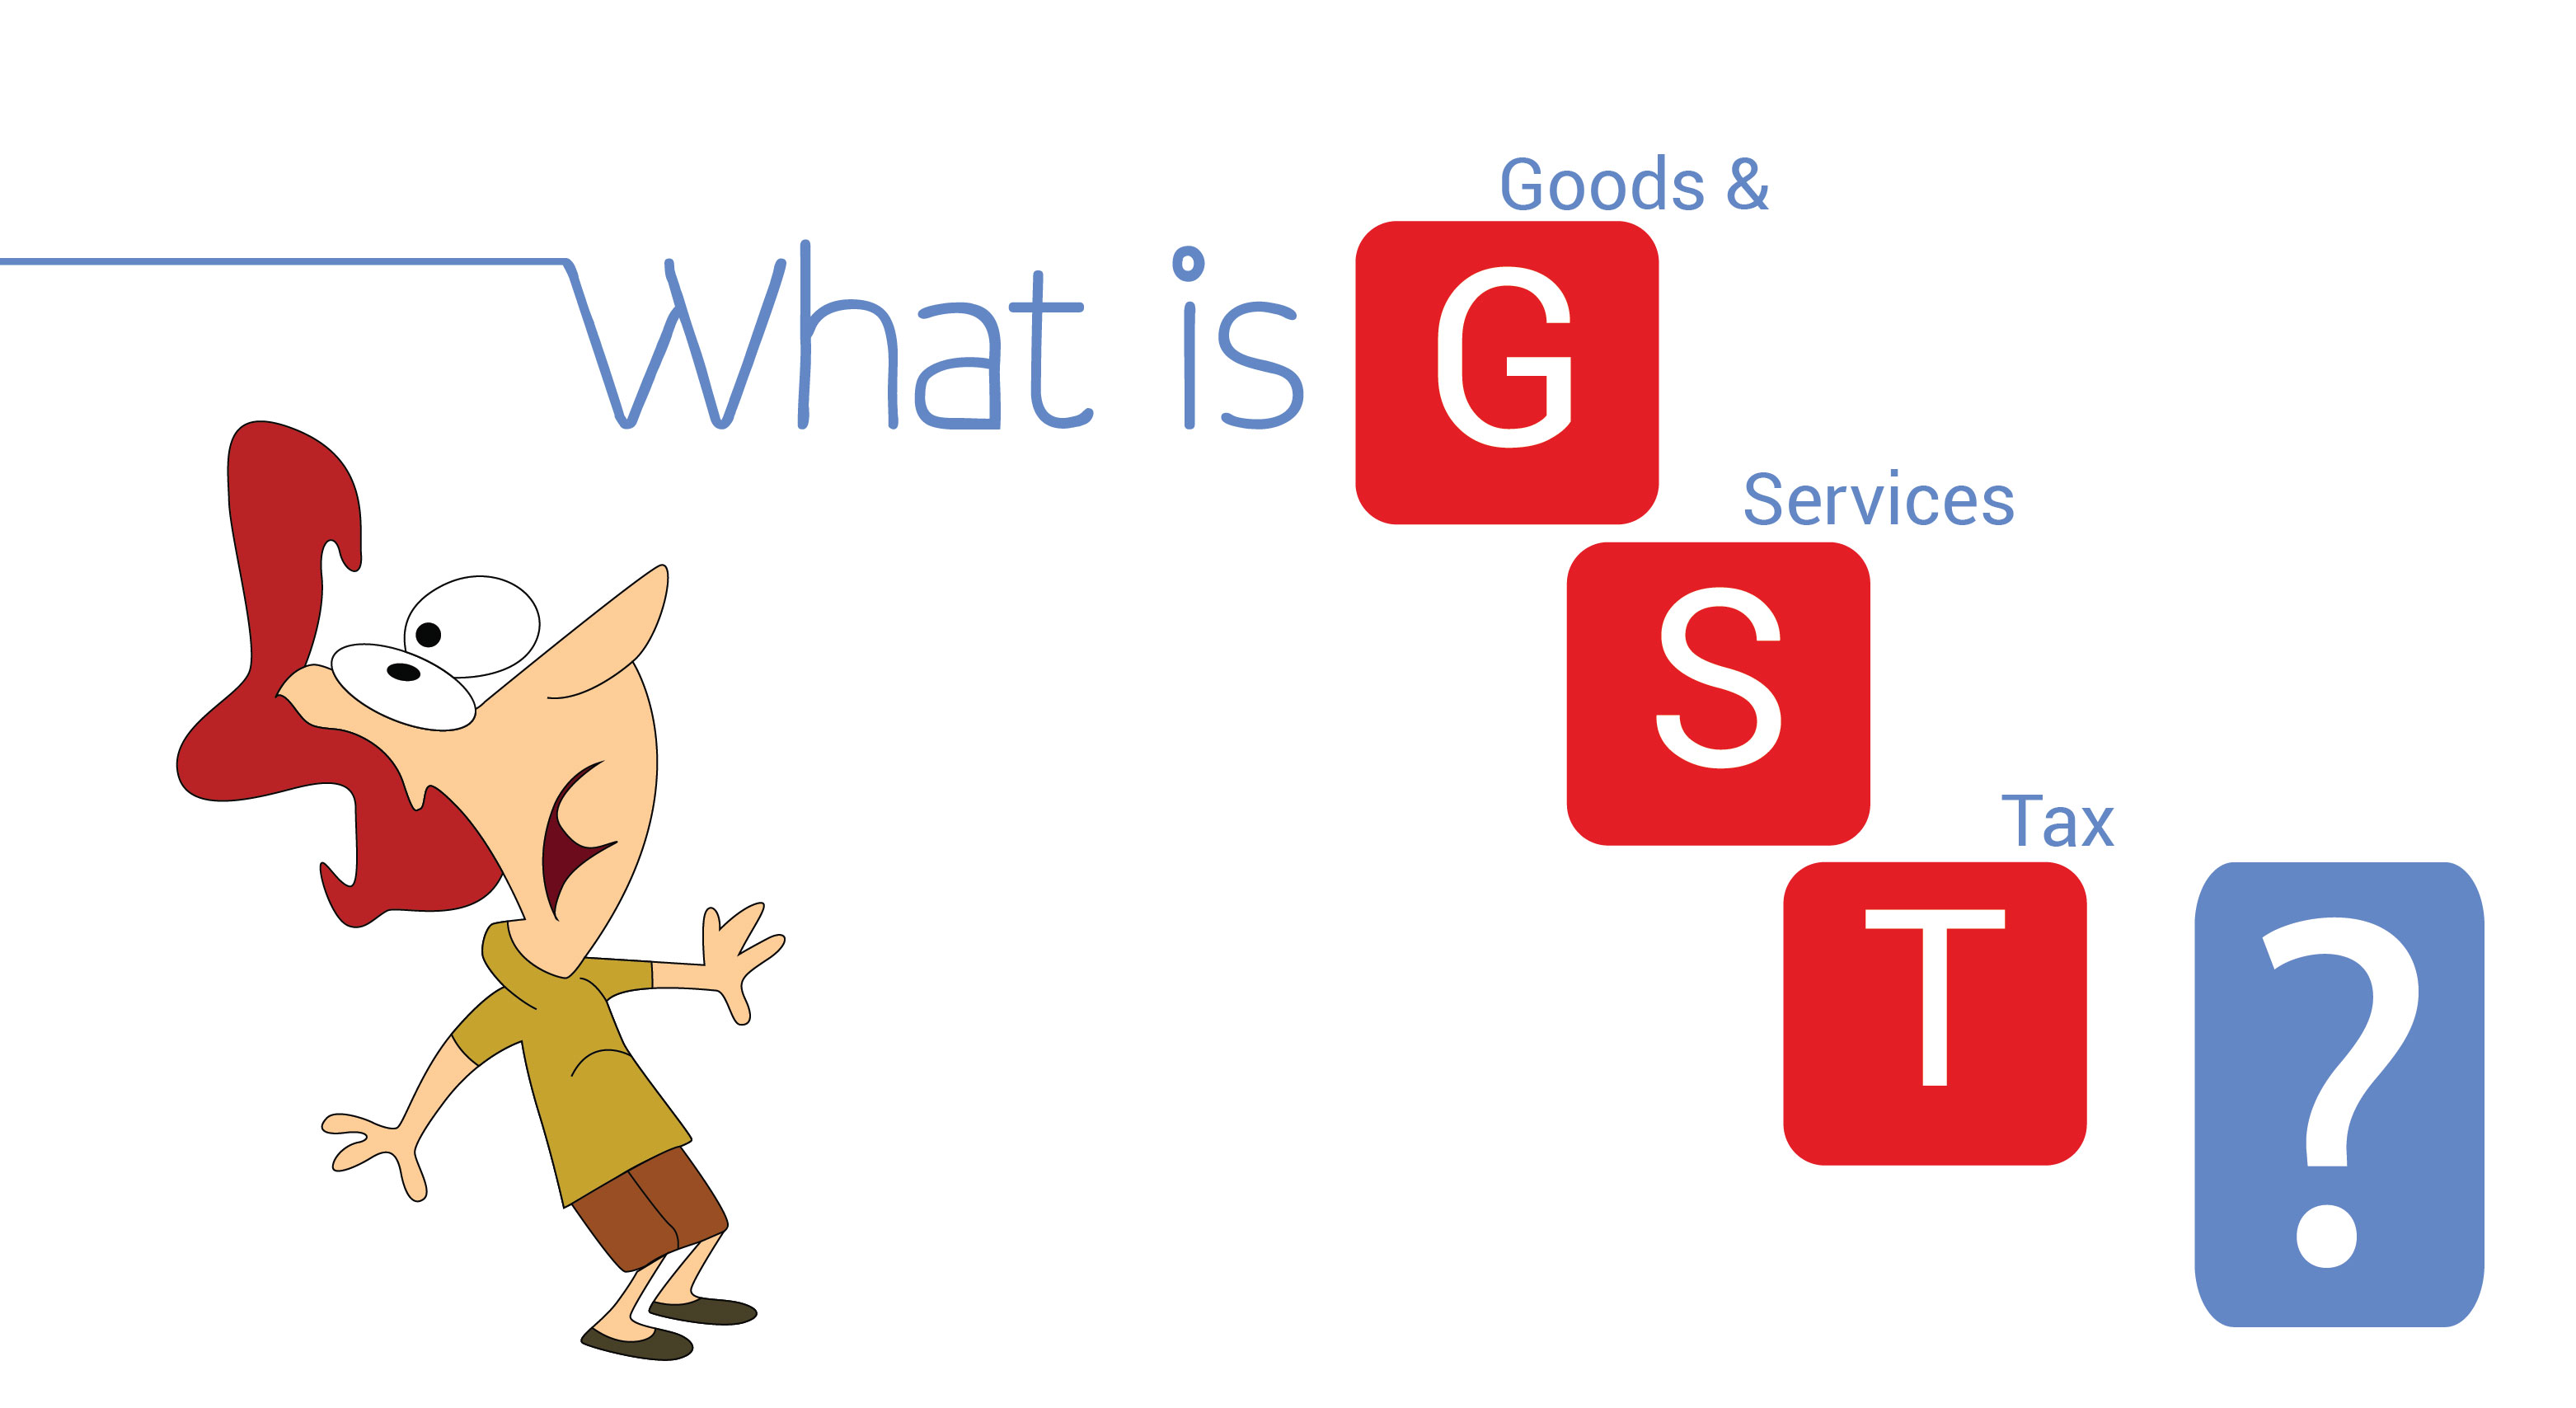 Goods &
What is G
Services
S
Tax
T ?